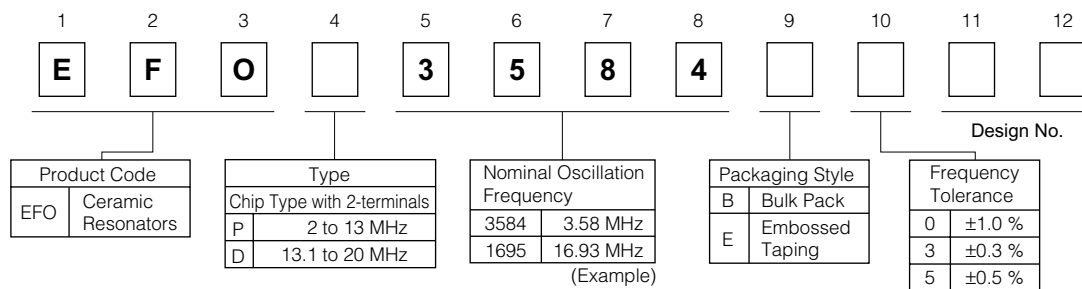 1 2 3 4 5 6 7 8 9 10 11 12
E F O 3 5 8 4
Design No.
Product Code
EFO Ceramic
Resonators
Type
Chip Type with 2-terminals
P 2 to 13 MHz
D 13.1 to 20 MHz
Nominal Oscillation
Frequency
3584 3.58 MHz
1695 16.93 MHz
(Example)
Packaging Style
B Bulk Pack
E Embossed
Taping
Frequency
Tolerance
0 ±1.0 %
3 ±0.3 %
5 ±0.5 %